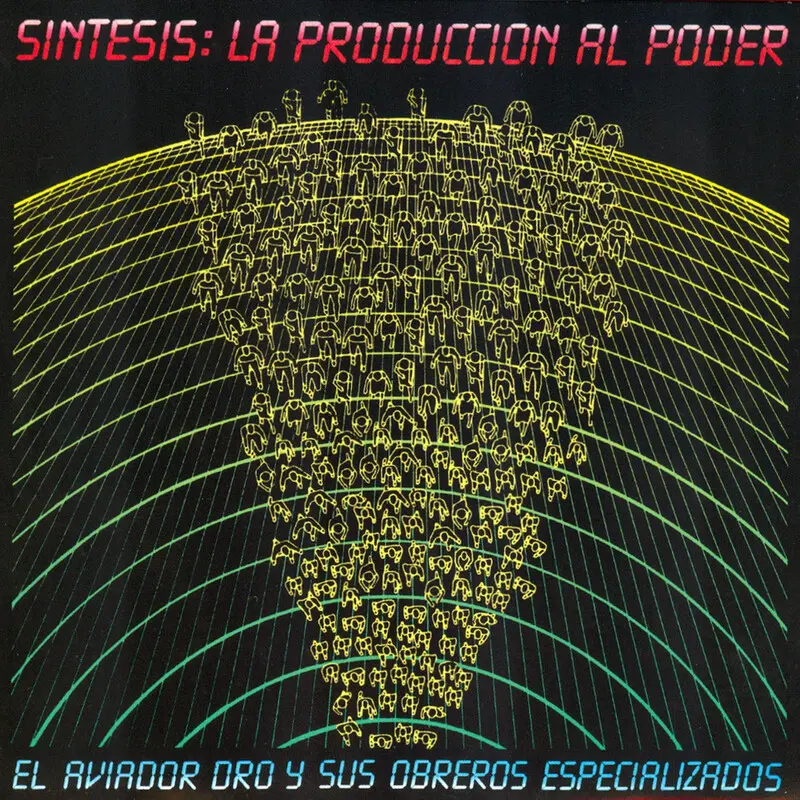 SINTESIS: LA PRODUCCION AL PODER
EL AVIADOR DRO Y SUS OBREROS ESPECIALIZADOS